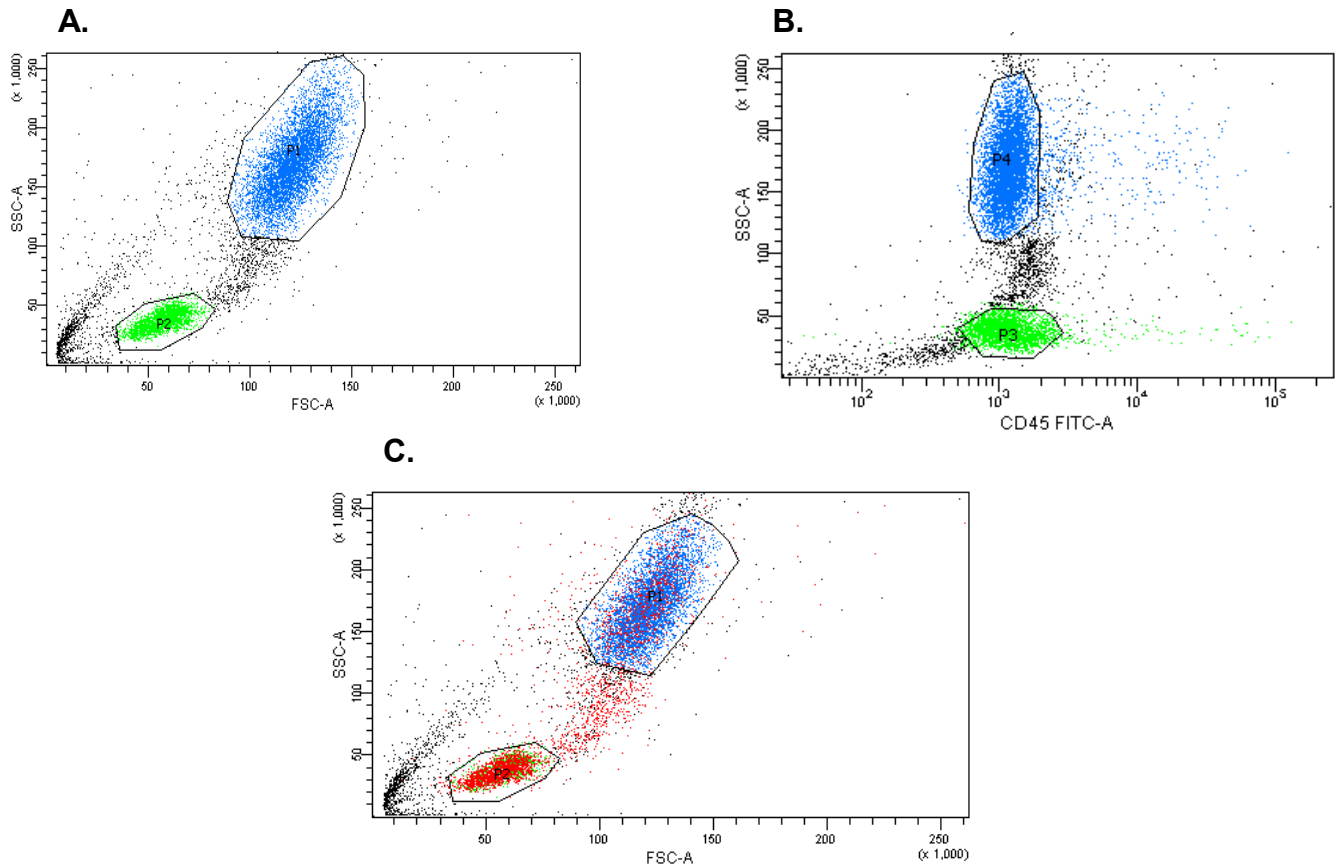 A.
(x 1,000)
50 100 150 200 250
SSC-A
P1
P2
50 100 150 200 250
FSC-A
(x 1,000)
B.
(x 1,000)
50 100 150 200 250
SSC-A
P4
P3
10² 10³ 10⁴ 10⁵
CD45 FITC-A
C.
(x 1,000)
50 100 150 200 250
SSC-A
P1
P2
50 100 150 200 250
FSC-A
(x 1,000)